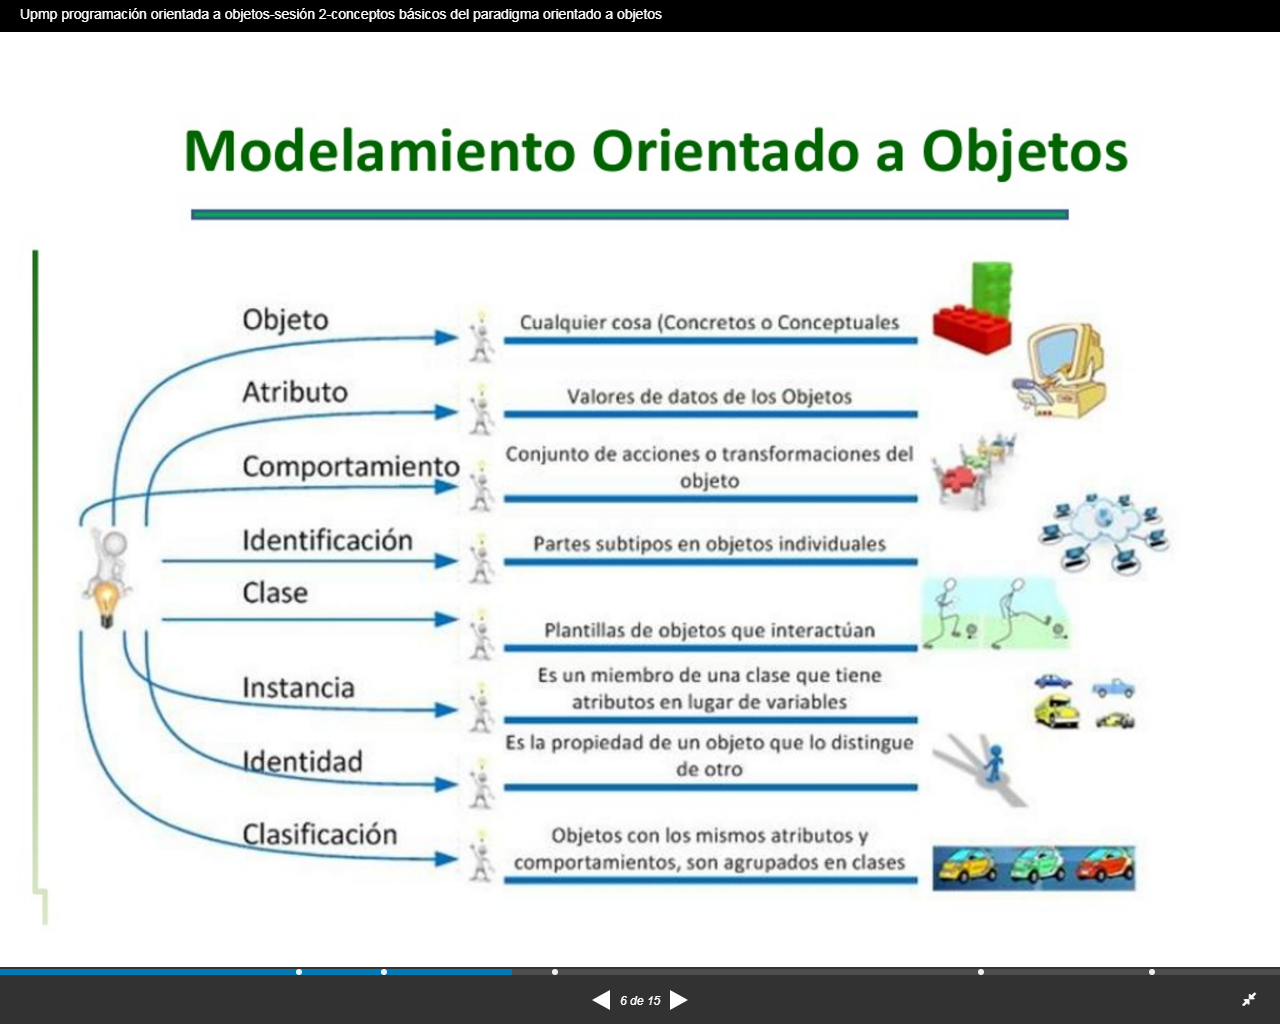 Upmp programación orientada a objetos-sesión 2-conceptos básicos del paradigma orientado a objetos
Modelamiento Orientado a Objetos
Objeto
Cualquier cosa (Concretos o Conceptuales
Atributo
Valores de datos de los Objetos
Comportamiento
Conjunto de acciones o transformaciones del
objeto
Identificación
Partes subtipos en objetos individuales
Clase
Plantillas de objetos que interactúan
Instancia
Es un miembro de una clase que tiene
atributos en lugar de variables
Identidad
Es la propiedad de un objeto que lo distingue
de otro
Clasificación
Objetos con los mismos atributos y
comportamientos, son agrupados en clases
6 de 15